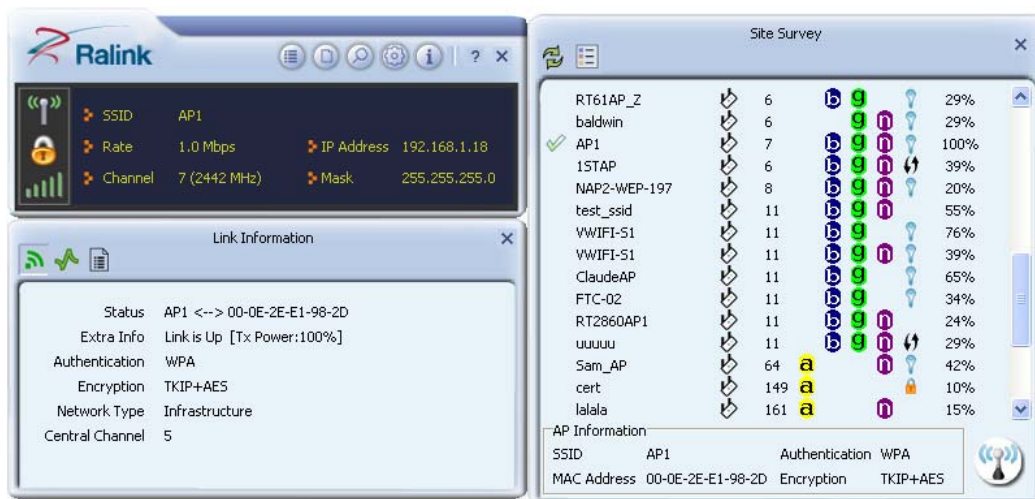 Ralink
? ×
SSID AP1
Rate 1.0 Mbps IP Address 192.168.1.18
Channel 7 (2442 MHz) Mask 255.255.255.0
Link Information
Status AP1 <--> 00-0E-2E-E1-98-2D
Extra Info Link is Up [Tx Power:100%]
Authentication WPA
Encryption TKIP+AES
Network Type Infrastructure
Central Channel 5
Site Survey
RT61AP_Z 6 b g 29%
baldwin 6 g n 29%
AP1 7 b g n 100%
1STAP 6 b g n 39%
NAP2-WEP-197 8 b g n 20%
test_ssid 11 b g n 55%
VWIFI-S1 11 b g 76%
VWIFI-S1 11 b g n 39%
ClaudeAP 11 b g 65%
FTC-02 11 b g 34%
RT2860AP1 11 b g n 24%
uuuuu 11 b g n 29%
Sam_AP 64 a n 42%
cert 149 a 10%
lalala 161 a n 15%
AP Information
SSID AP1 Authentication WPA
MAC Address 00-0E-2E-E1-98-2D Encryption TKIP+AES